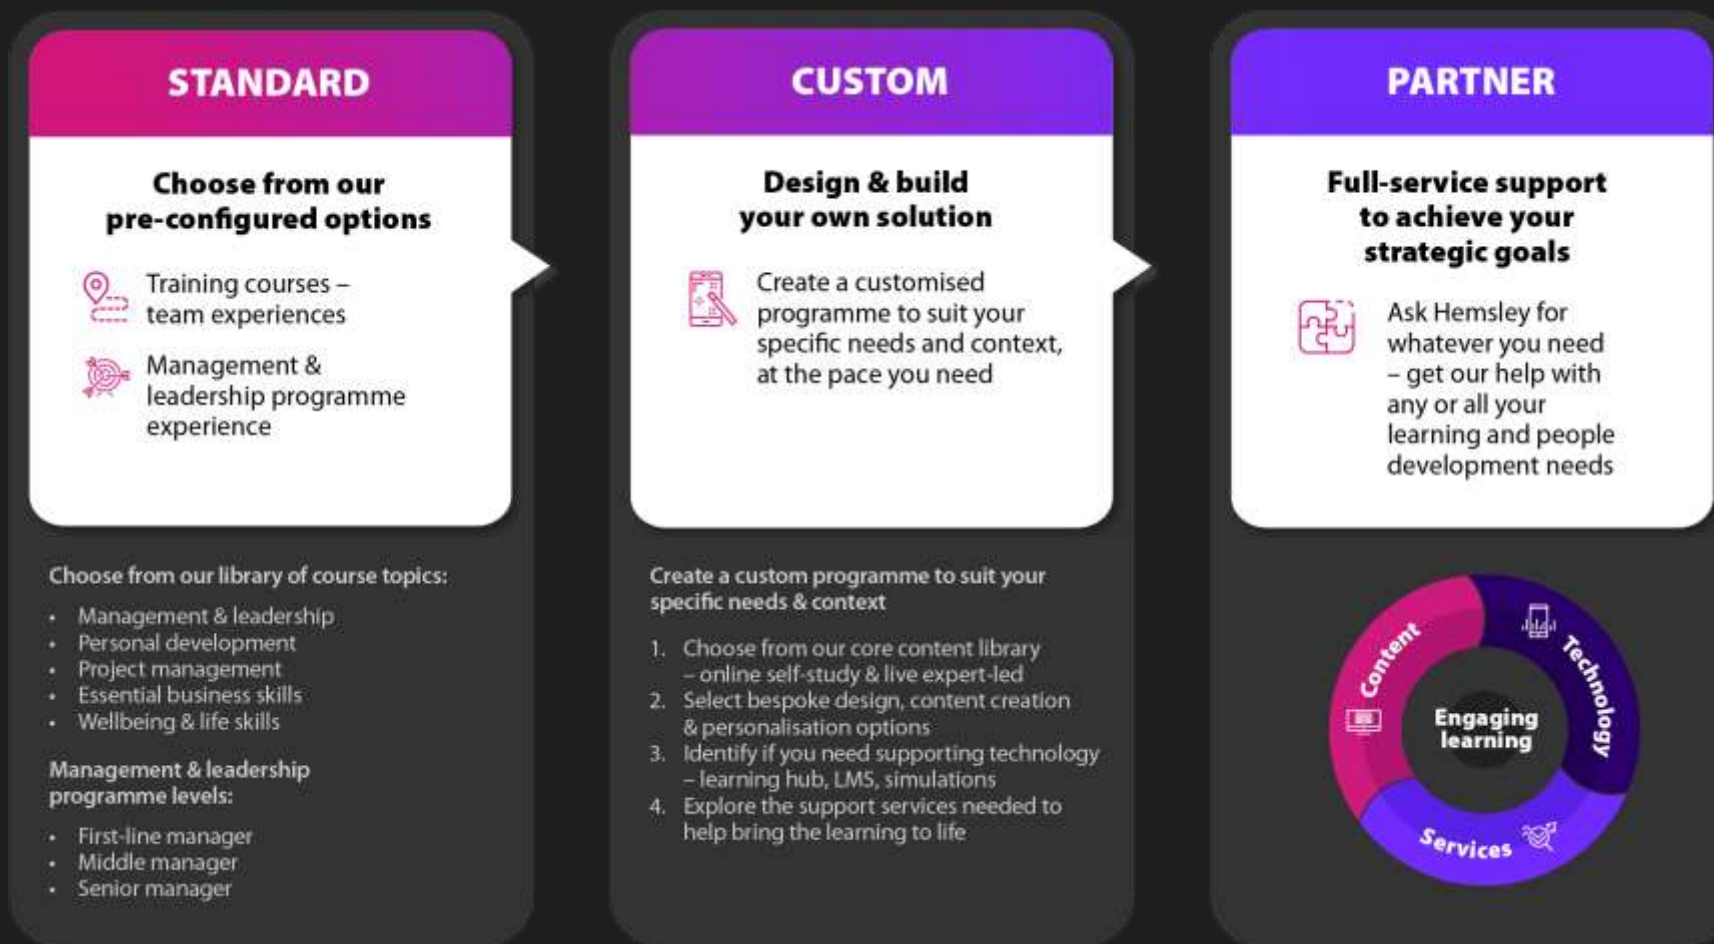 STANDARD
Choose from our
pre-configured options
Training courses –
team experiences
Management &
leadership programme
experience
Choose from our library of course topics:
• Management & leadership
• Personal development
• Project management
• Essential business skills
• Wellbeing & life skills
Management & leadership
programme levels:
• First-line manager
• Middle manager
• Senior manager
CUSTOM
Design & build
your own solution
Create a customised
programme to suit your
specific needs and context,
at the pace you need
Create a custom programme to suit your
specific needs & context
1. Choose from our core content library
– online self-study & live expert-led
2. Select bespoke design, content creation
& personalisation options
3. Identify if you need supporting technology
– learning hub, LMS, simulations
4. Explore the support services needed to
help bring the learning to life
PARTNER
Full-service support
to achieve your
strategic goals
Ask Hemsley for
whatever you need
– get our help with
any or all your
learning and people
development needs
Content
Technology
Engaging
learning
Services